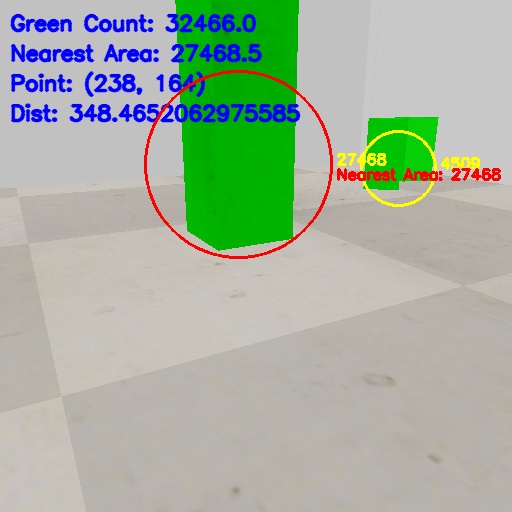 Green Count: 32466.0
Nearest Area: 27468.5
Point: (238, 164)
Dist: 348.4652062975585
27468
4509
Nearest Area: 27468